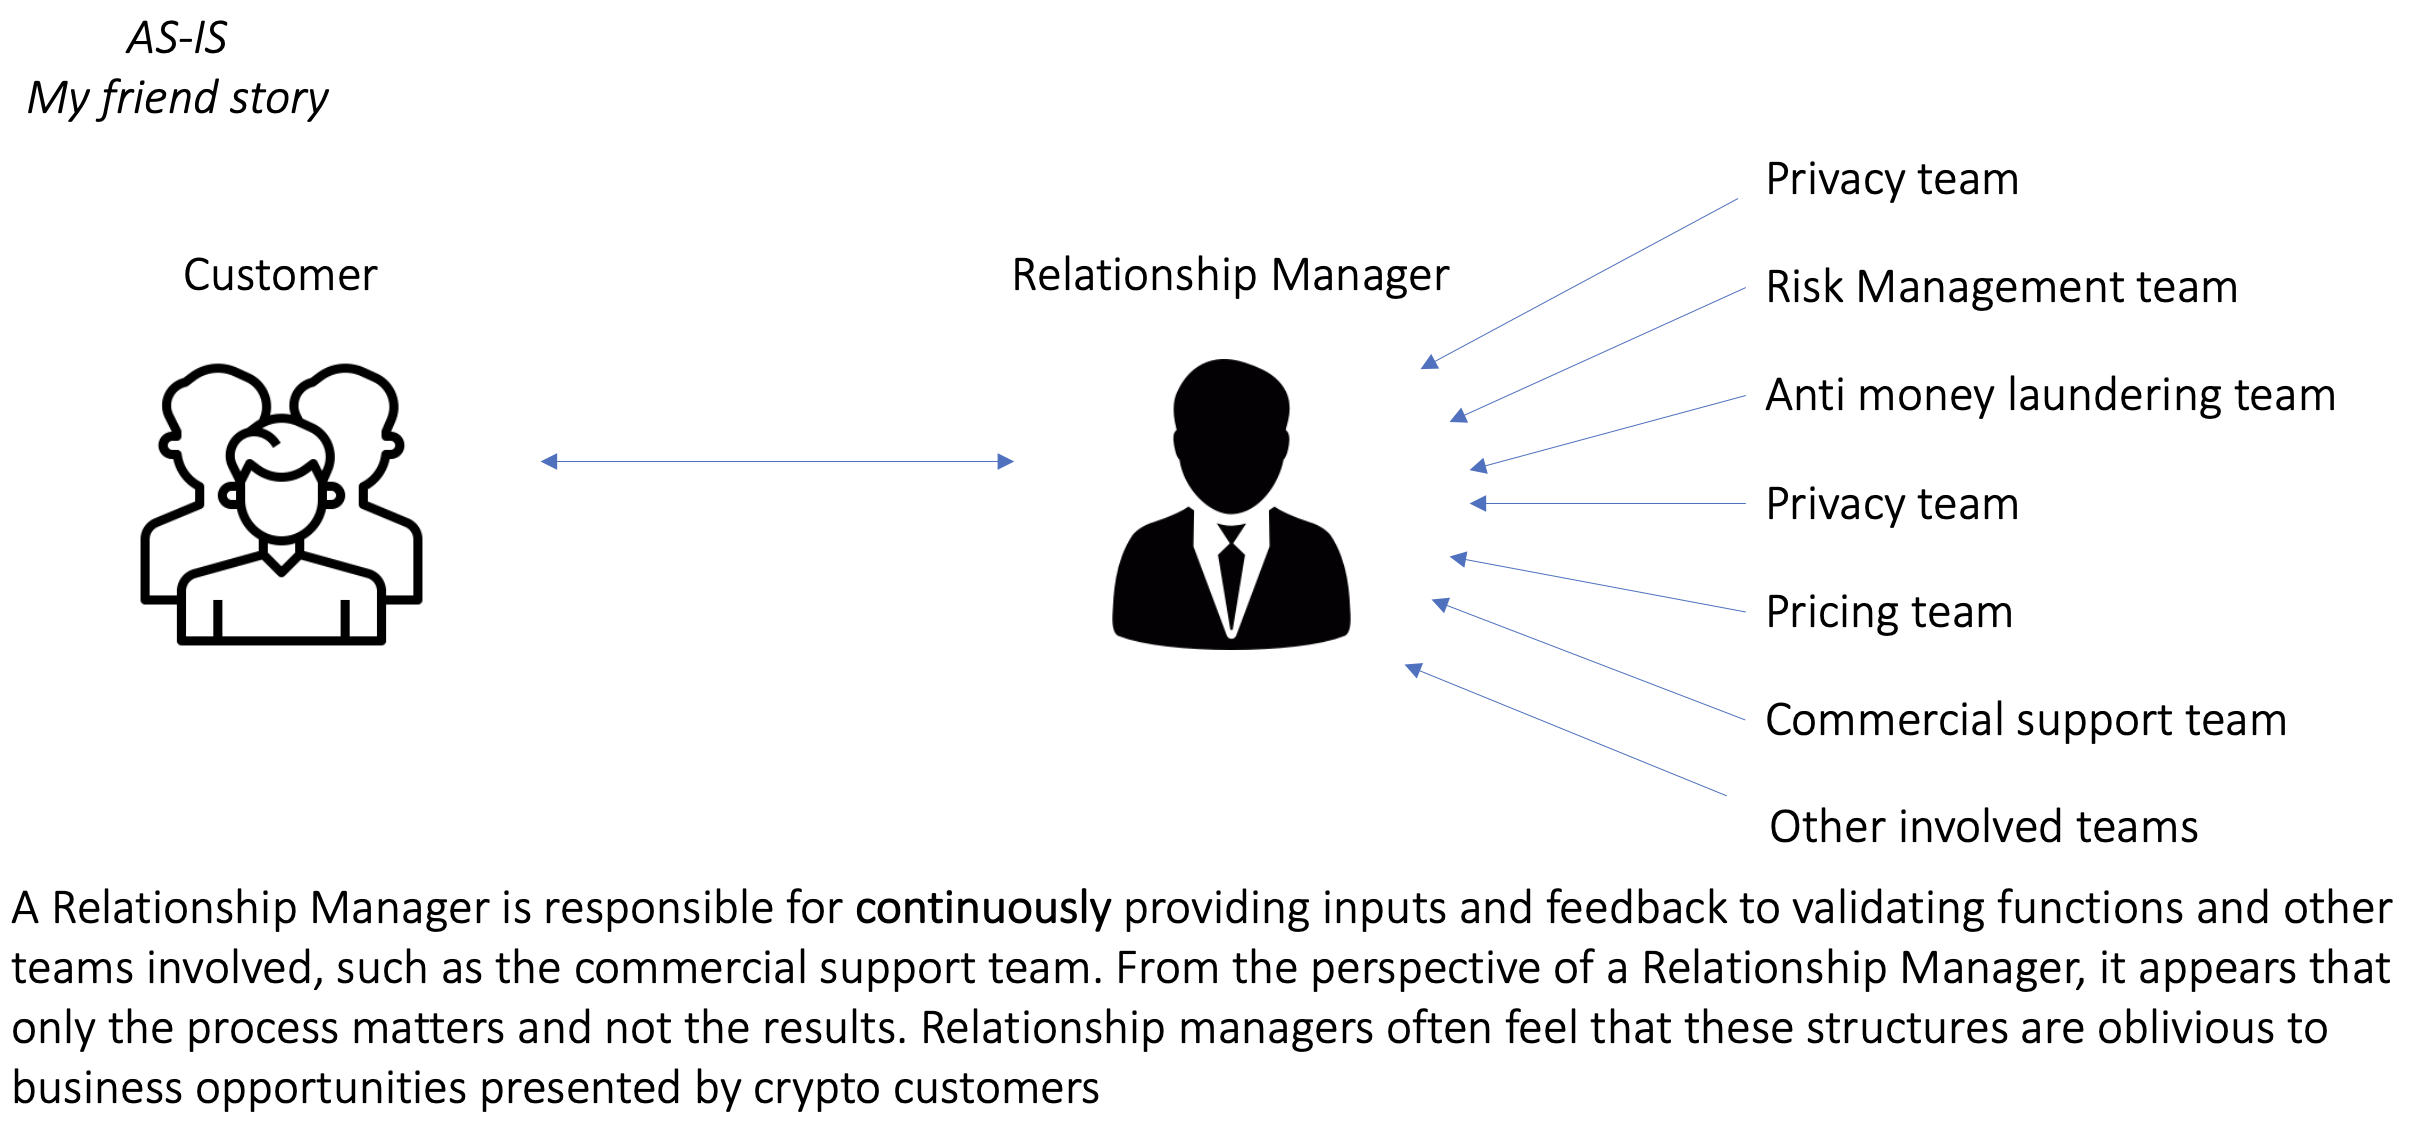 AS-IS
My friend story
Customer
Relationship Manager
Privacy team
Risk Management team
Anti money laundering team
Privacy team
Pricing team
Commercial support team
Other involved teams
A Relationship Manager is responsible for continuously providing inputs and feedback to validating functions and other
teams involved, such as the commercial support team. From the perspective of a Relationship Manager, it appears that
only the process matters and not the results. Relationship managers often feel that these structures are oblivious to
business opportunities presented by crypto customers